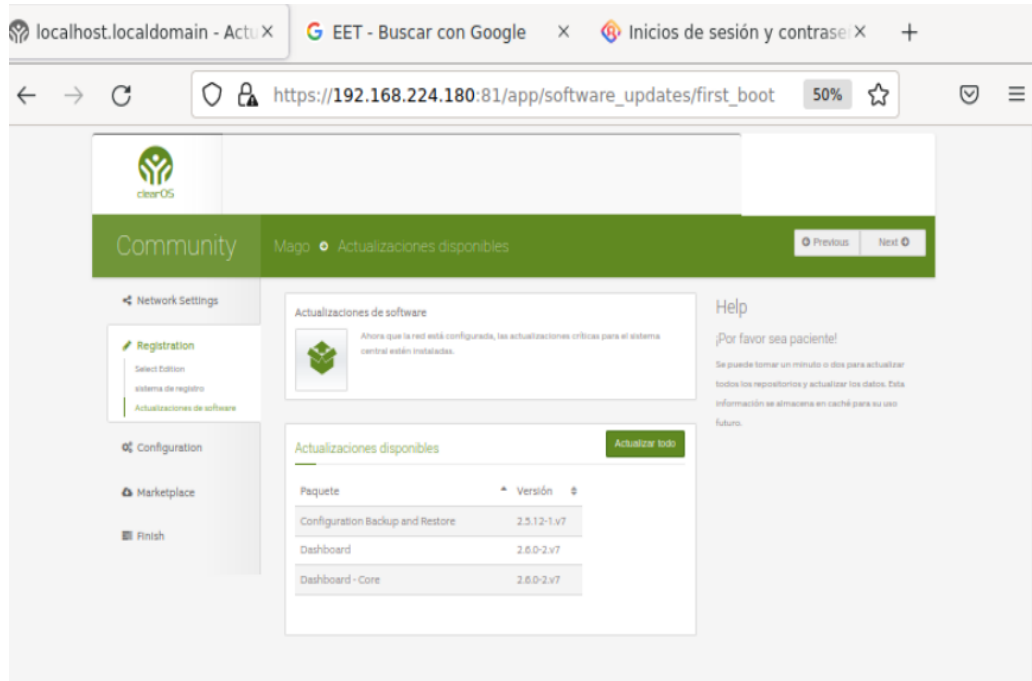 localhost.localdomain - Actu
EET - Buscar con Google
Inicios de sesión y contraseñ
https://192.168.224.180:81/app/software_updates/first_boot
50%
clearOS
Community
Mago
Actualizaciones disponibles
Previous
Next
Network Settings
Registration
Select Edition
sistema de registro
Actualizaciones de software
Configuration
Marketplace
Finish
Actualizaciones de software
Ahora que la red está configurada, las actualizaciones críticas para el sistema
central estén instaladas.
Actualizaciones disponibles
Actualizar todo
Paquete Versión
Configuration Backup and Restore 2.5.12-1.v7
Dashboard 2.6.0-2.v7
Dashboard - Core 2.6.0-2.v7
Help
¡Por favor sea paciente!
Se puede tomar un minuto o dos para actualizar
todos los repositorios y actualizar los datos. Esta
información se almacena en caché para su uso
futuro.